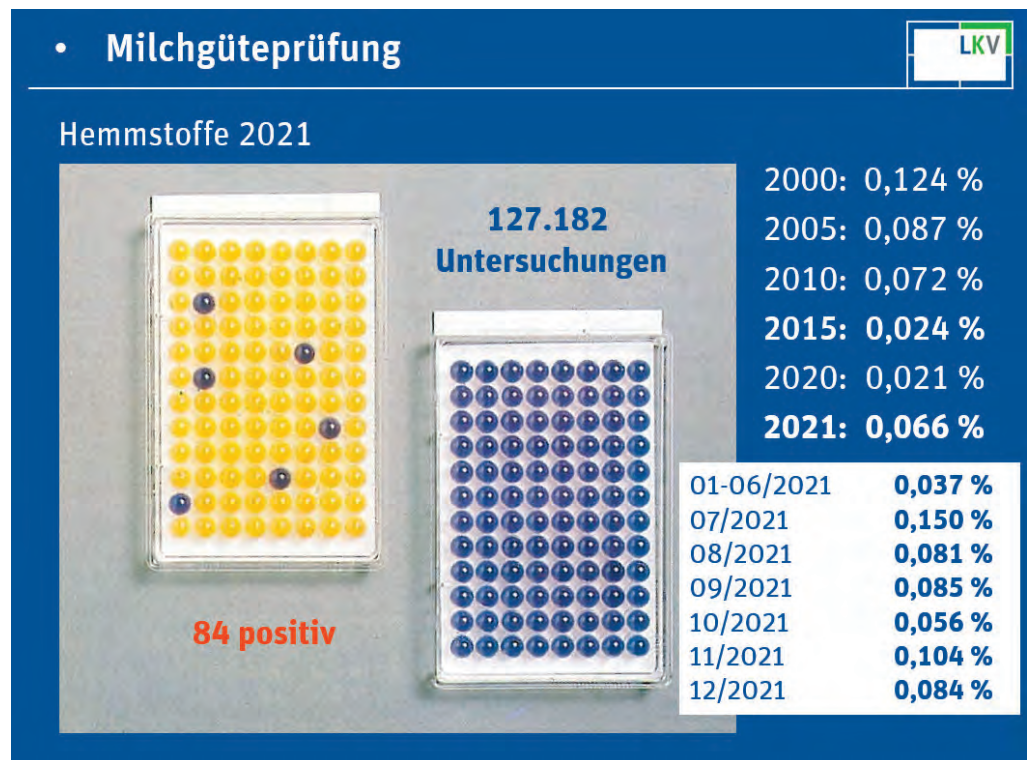 • Milchgüteprüfung
LKV
Hemmstoffe 2021
127.182
Untersuchungen
84 positiv
2000: 0,124 %
2005: 0,087 %
2010: 0,072 %
2015: 0,024 %
2020: 0,021 %
2021: 0,066 %
01-06/2021 0,037 %
07/2021 0,150 %
08/2021 0,081 %
09/2021 0,085 %
10/2021 0,056 %
11/2021 0,104 %
12/2021 0,084 %